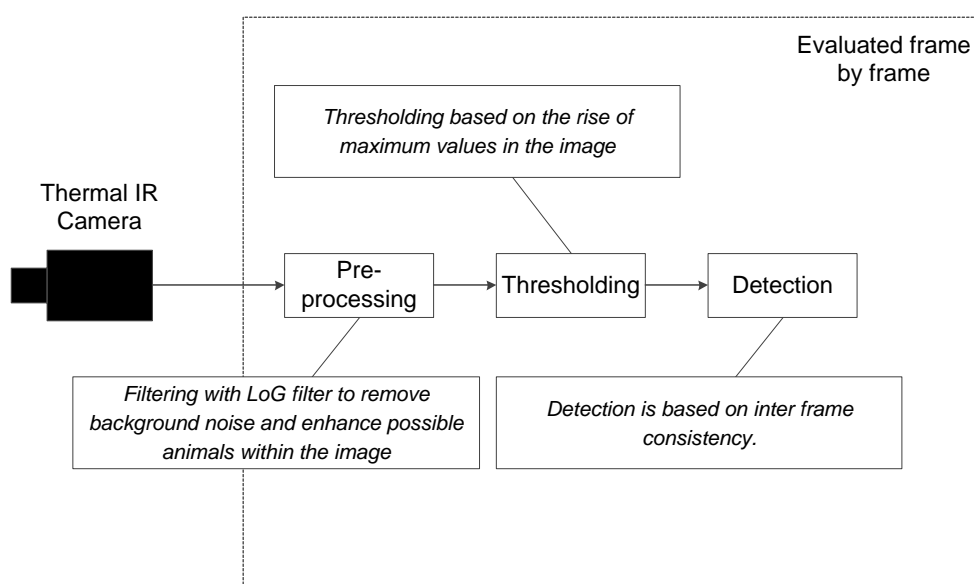 Evaluated frame
by frame
Thresholding based on the rise of
maximum values in the image
Thermal IR
Camera
Pre-
processing
Thresholding
Detection
Filtering with LoG filter to remove
background noise and enhance possible
animals within the image
Detection is based on inter frame
consistency.